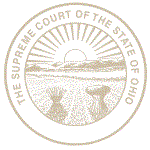 THE SUPREME COURT OF THE STATE OF OHIO